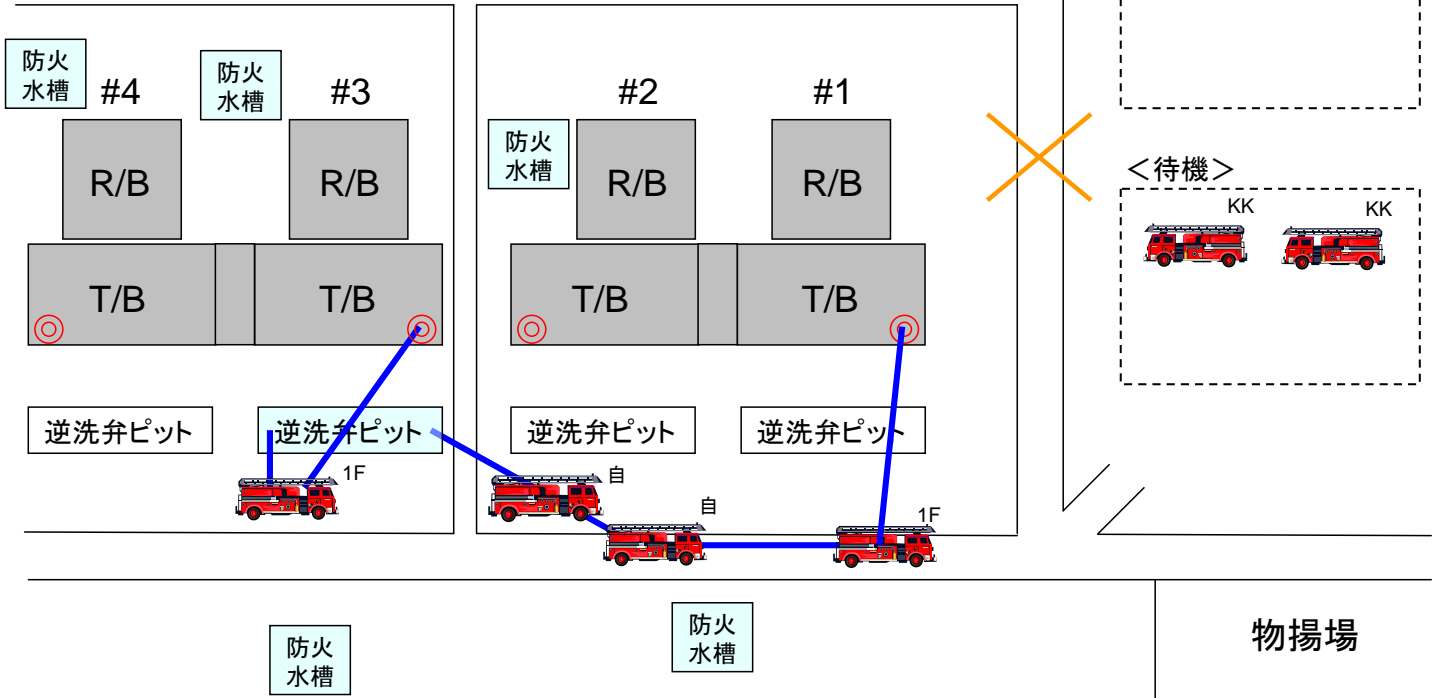 防火
水槽
#4
防火
水槽
#3
#2
#1
防火
水槽
R/B
R/B
R/B
R/B
＜待機＞
KK
KK
T/B
T/B
T/B
T/B
逆洗弁ピット
逆洗弁ピット
逆洗弁ピット
逆洗弁ピット
1F
自
自
1F
防火
水槽
防火
水槽
物揚場